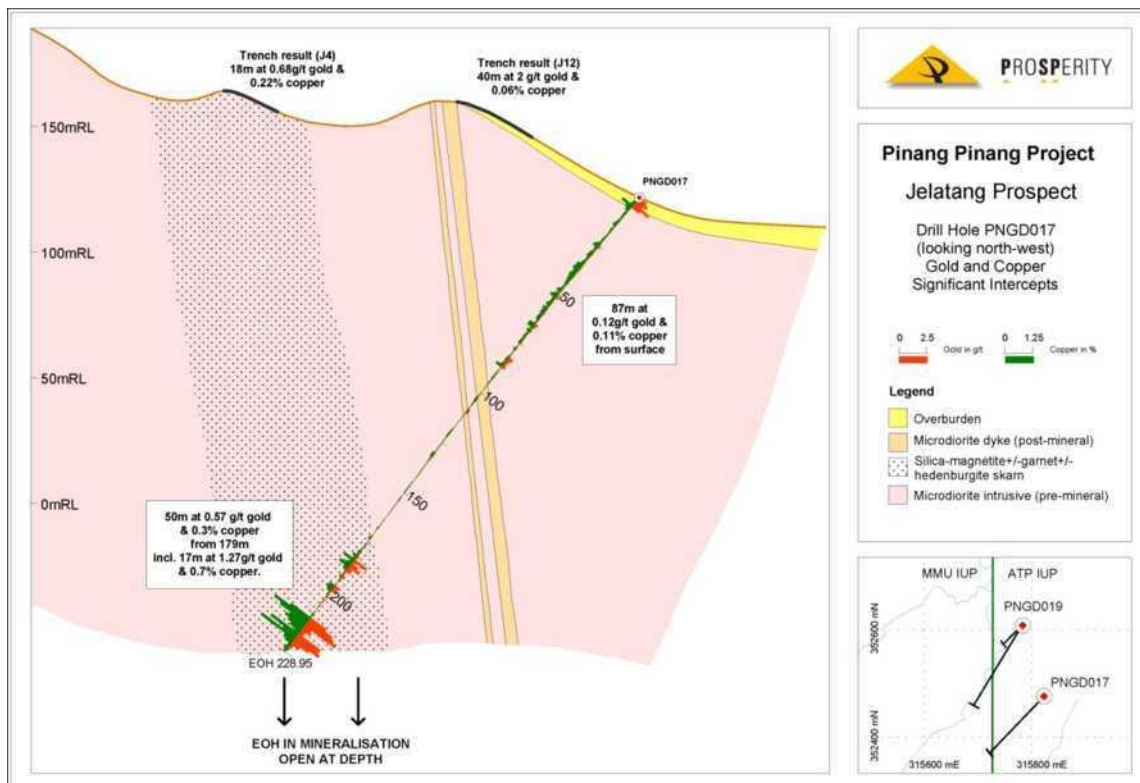 Trench result (J4)
18m at 0.68g/t gold &
0.22% copper
Trench result (J12)
40m at 2 g/t gold &
0.06% copper
150mRL
100mRL
50mRL
0mRL
PNGD017
50
100
150
200
87m at
0.12g/t gold &
0.11% copper
from surface
50m at 0.57 g/t gold
& 0.3% copper
from 179m
incl. 17m at 1.27g/t gold
& 0.7% copper.
EOH 228.95
EOH IN MINERALISATION
OPEN AT DEPTH
PROSPERITY
Pinang Pinang Project
Jelatang Prospect
Drill Hole PNGD017
(looking north-west)
Gold and Copper
Significant Intercepts
0 2.5 Gold in g/t
0 1.25 Copper in %
Legend
Overburden
Microdiorite dyke (post-mineral)
Silica-magnetite+/-garnet+/-
hedenburgite skarn
Microdiorite intrusive (pre-mineral)
MMU IUP ATP IUP
PNGD019
PNGD017
352600 mN
352400 mN
315600 mE 315800 mE